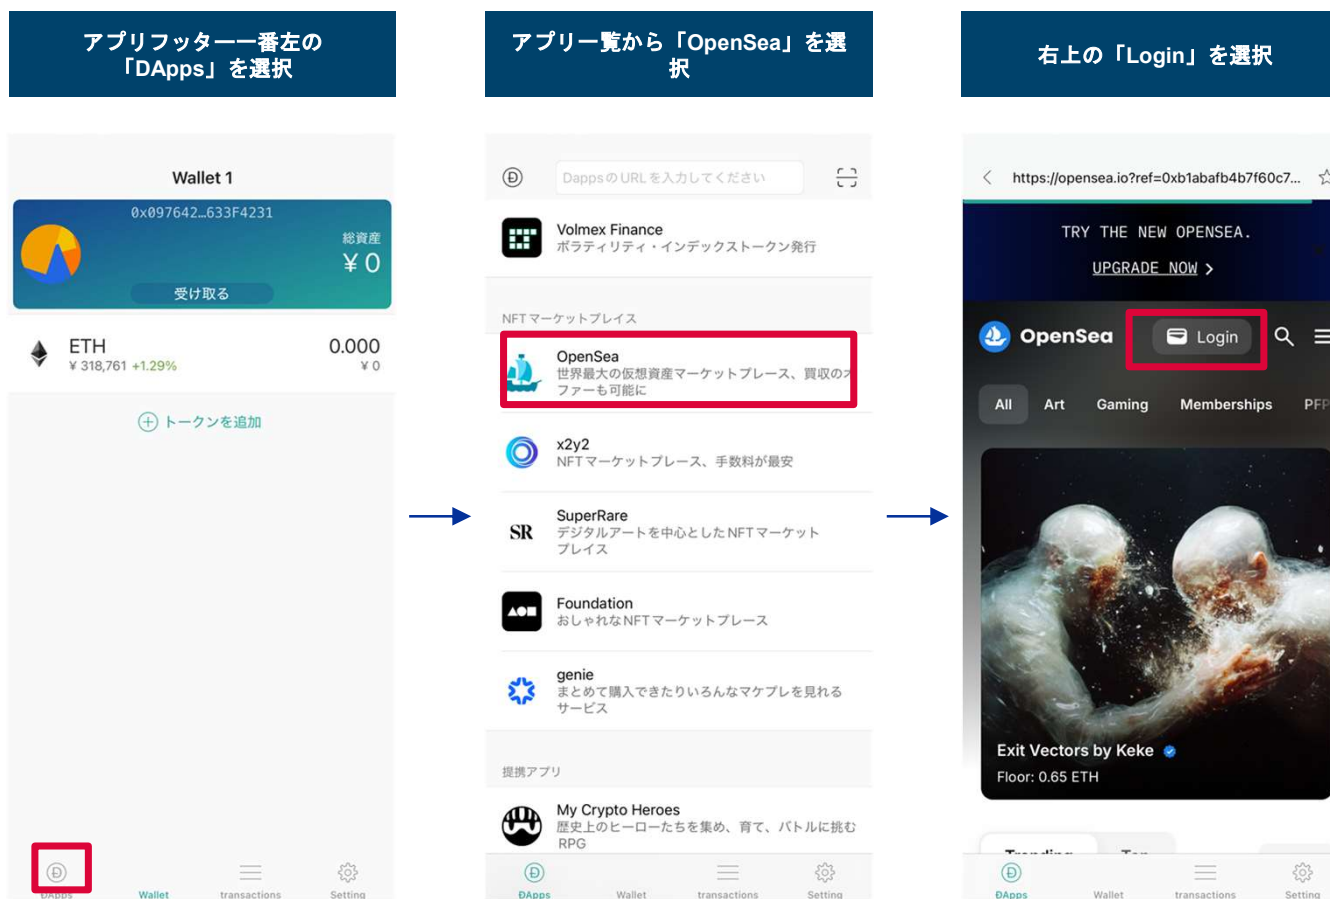 アプリフッター一番左の
「DApps」を選択
アプリ一覧から「OpenSea」を選
択
右上の「Login」を選択
Wallet 1
0x097642…633F4231
総資産
¥ 0
受け取る
ETH
0.000
¥ 318,761 +1.29%
¥ 0
トークンを追加
DApps
Wallet
transactions
Setting
DappsのURLを入力してください
Volmex Finance
ボラティリティ・インデックストークン発行
NFTマーケットプレイス
OpenSea
世界最大の仮想資産マーケットプレース、買収のオ
ファーも可能に
x2y2
NFTマーケットプレース、手数料が最安
SR
SuperRare
デジタルアートを中心としたNFTマーケット
プレイス
Foundation
おしゃれなNFTマーケットプレース
genie
まとめて購入できたりいろんなマケプレを見れる
サービス
提携アプリ
My Crypto Heroes
歴史上のヒーローたちを集め、育て、バトルに挑む
RPG
ĐApps
Wallet
transactions
Setting
https://opensea.io?ref=0xb1abafb4b7f60c7...
TRY THE NEW OPENSEA.
UPGRADE NOW >
OpenSea
Login
All
Art
Gaming
Memberships
PFP
Exit Vectors by Keke
Floor: 0.65 ETH
Trending
Top
ĐApps
Wallet
transactions
Setting